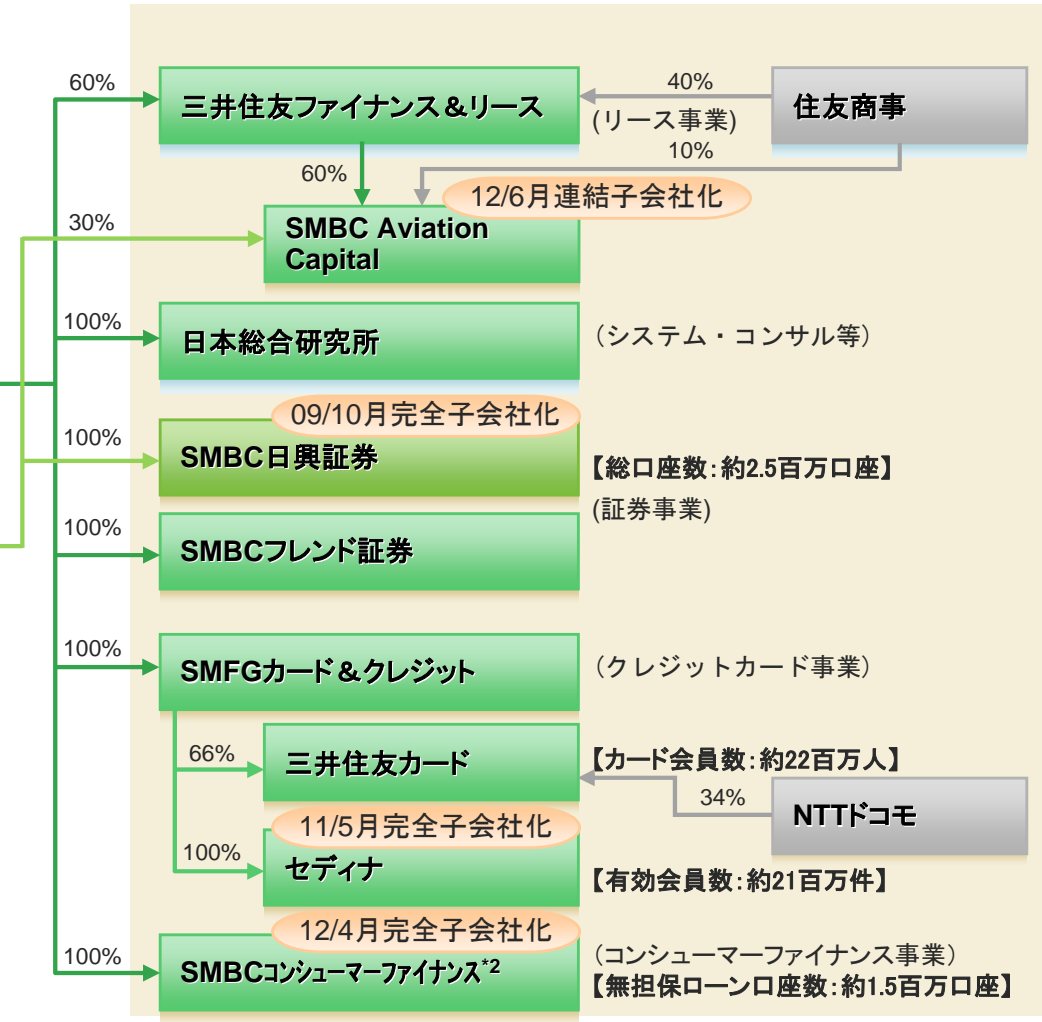 60%
三井住友ファイナンス&リース
40%
(リース事業)
住友商事
10%
60%
12/6月連結子会社化
30%
SMBC Aviation
Capital
100%
日本総合研究所
（システム・コンサル等）
09/10月完全子会社化
100%
SMBC日興証券
【総口座数：約2.5百万口座】
(証券事業)
100%
SMBCフレンド証券
100%
SMFGカード＆クレジット
（クレジットカード事業）
66%
三井住友カード
【カード会員数：約22百万人】
34%
NTTドコモ
11/5月完全子会社化
100%
セディナ
【有効会員数：約21百万件】
12/4月完全子会社化
100%
SMBCコンシューマーファイナンス*2
（コンシューマーファイナンス事業）
【無担保ローン口座数：約1.5百万口座】